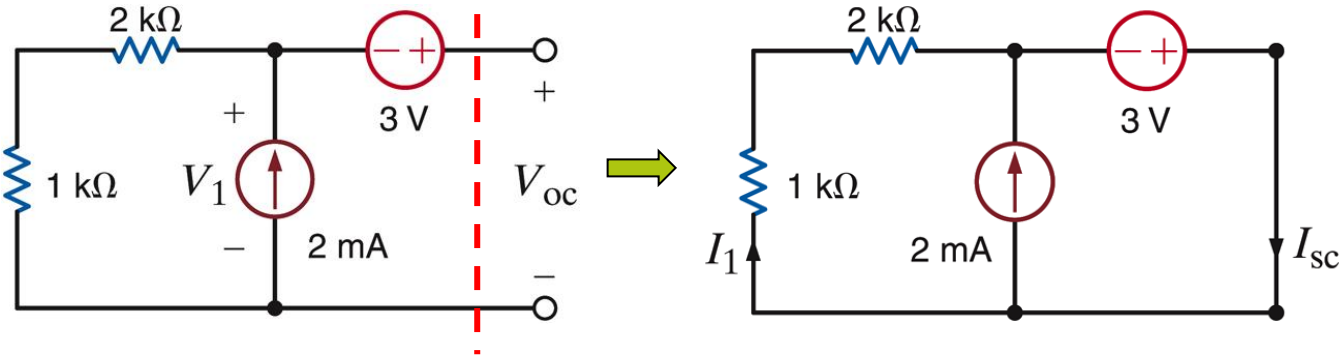 2 kΩ
− +
+
3 V
+
1 kΩ
V₁
Voc
−
2 mA
−
2 kΩ
− +
3 V
1 kΩ
I₁
2 mA
Isc